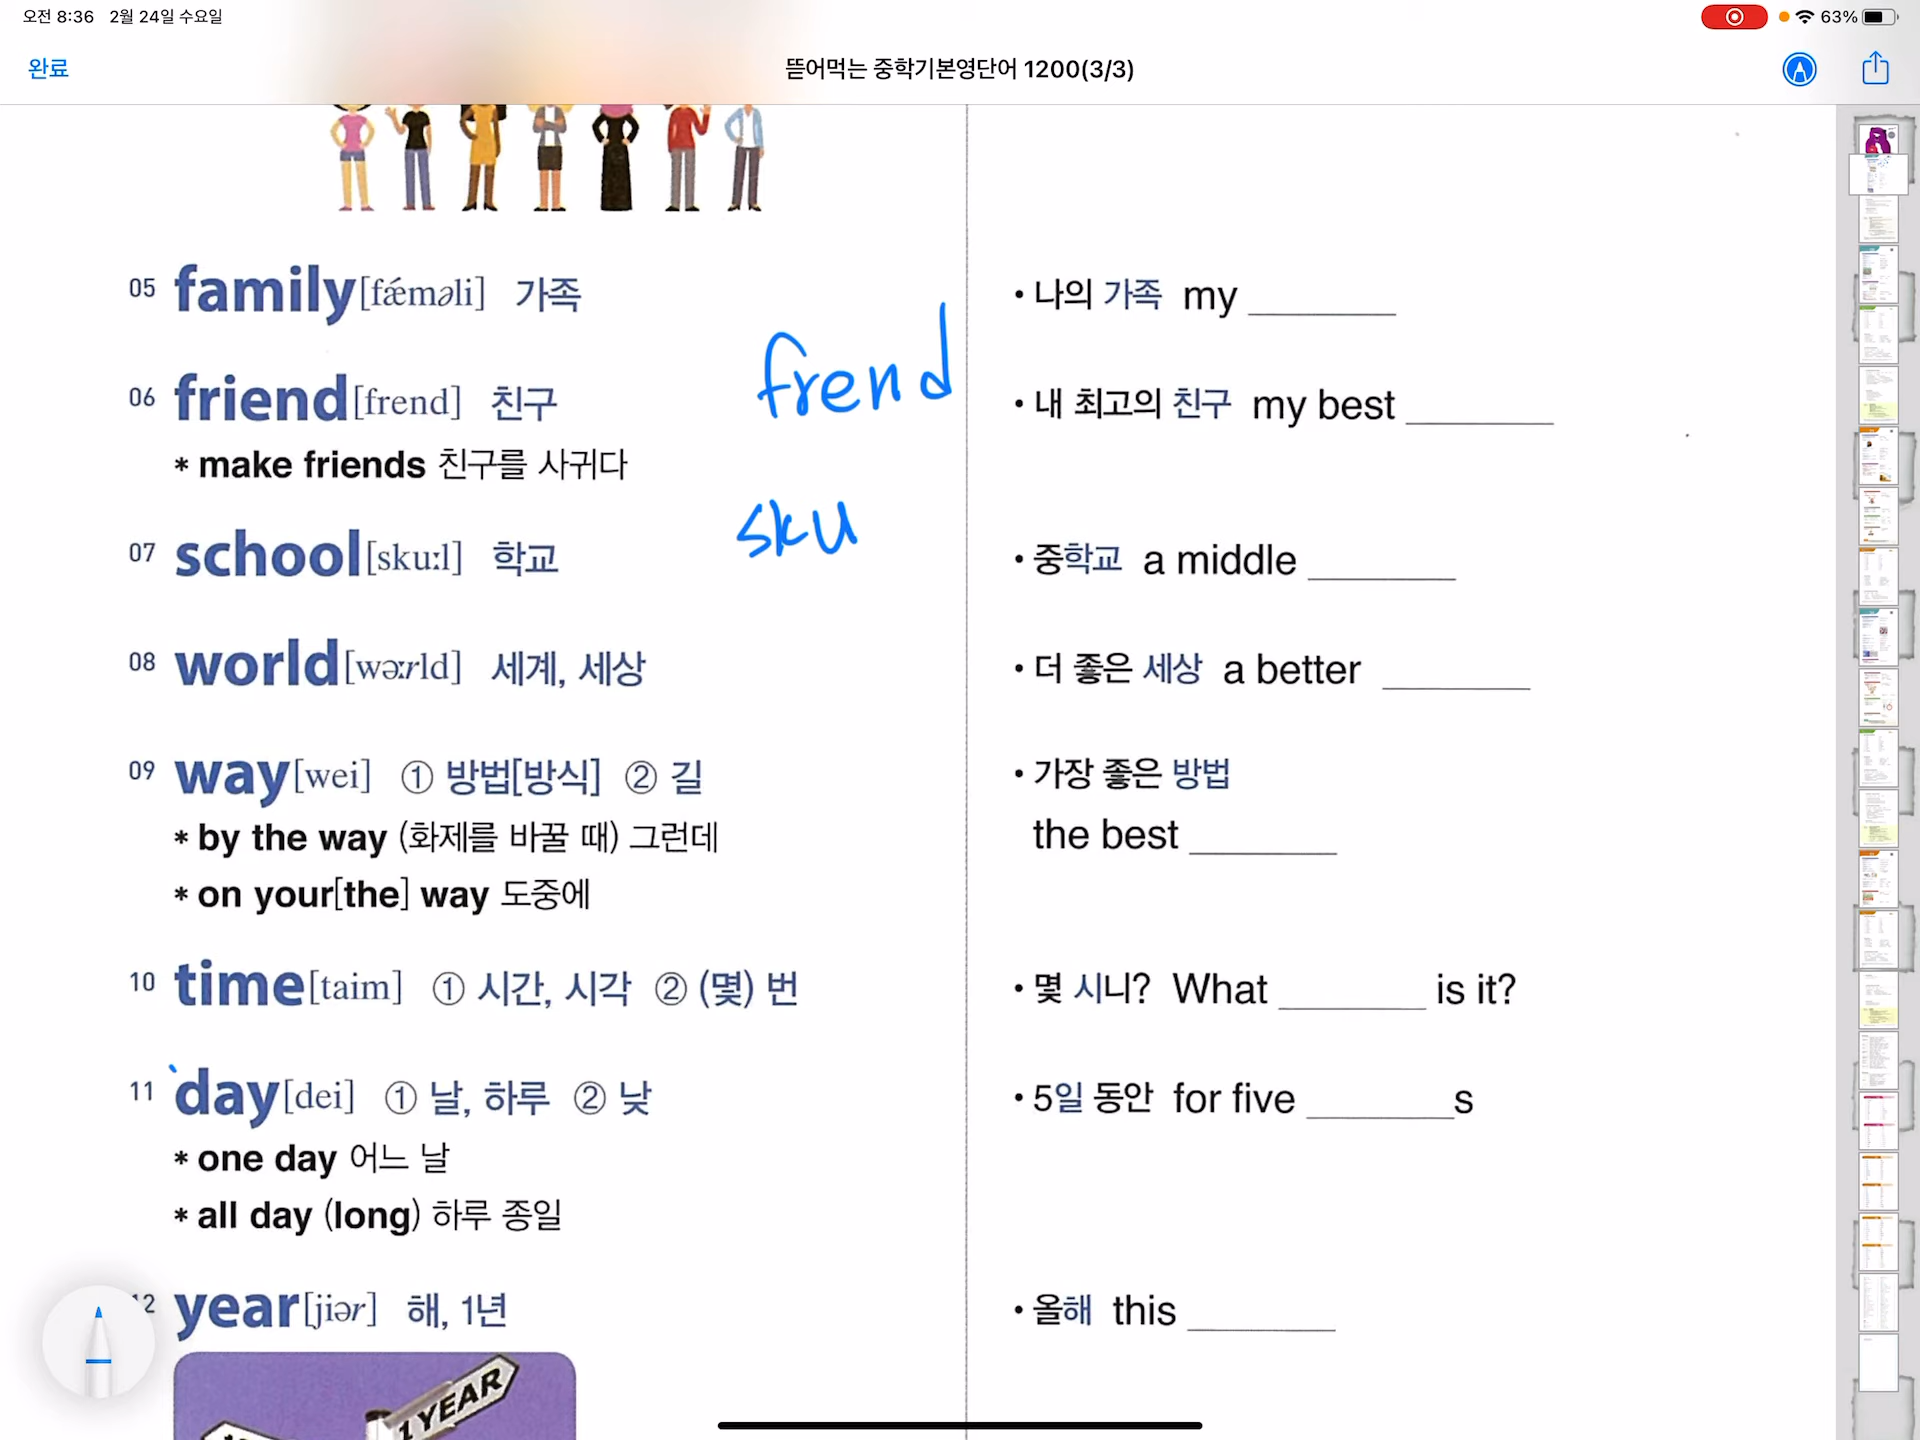 오전 8:36 2월 24일 수요일
63%
완료
뜯어먹는 중학기본영단어 1200(3/3)
05 family[fǽməli] 가족
• 나의 가족 my ________
frend
06 friend[frend] 친구
• 내 최고의 친구 my best ________
* make friends 친구를 사귀다
sku
07 school[skuːl] 학교
• 중학교 a middle ________
08 world[wəːrld] 세계, 세상
• 더 좋은 세상 a better ________
09 way[wei] ① 방법[방식] ② 길
• 가장 좋은 방법
* by the way (화제를 바꿀 때) 그런데
the best ________
* on your[the] way 도중에
10 time[taim] ① 시간, 시각 ② (몇) 번
• 몇 시니? What ________ is it?
11 day[dei] ① 날, 하루 ② 낮
• 5일 동안 for five ________s
* one day 어느 날
* all day (long) 하루 종일
12 year[jiər] 해, 1년
• 올해 this ________
1 YEAR